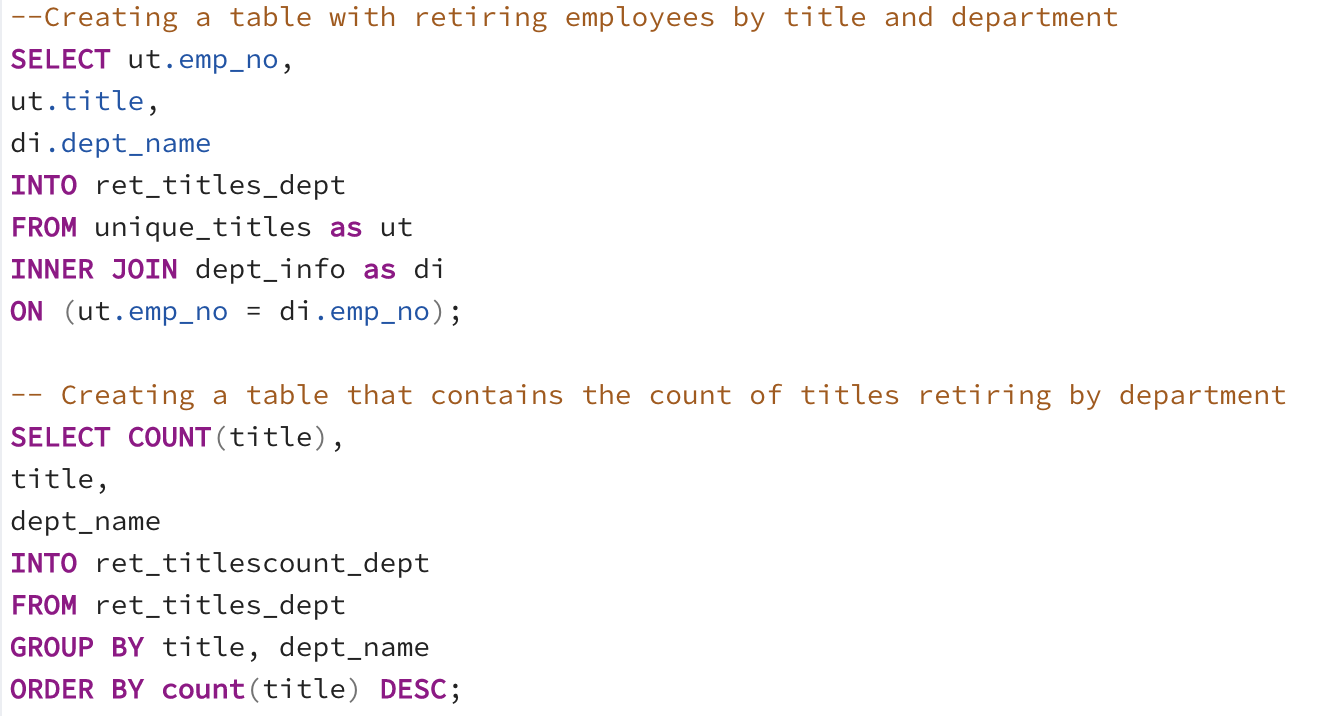 --Creating a table with retiring employees by title and department
SELECT ut.emp_no,
ut.title,
di.dept_name
INTO ret_titles_dept
FROM unique_titles as ut
INNER JOIN dept_info as di
ON (ut.emp_no = di.emp_no);

-- Creating a table that contains the count of titles retiring by department
SELECT COUNT(title),
title,
dept_name
INTO ret_titlescount_dept
FROM ret_titles_dept
GROUP BY title, dept_name
ORDER BY count(title) DESC;